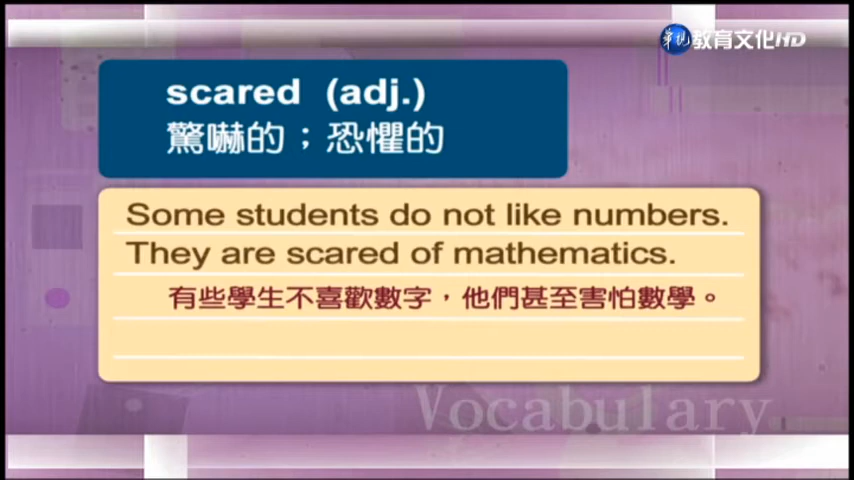 華視 教育文化HD
scared (adj.)
驚嚇的；恐懼的
Some students do not like numbers.
They are scared of mathematics.
有些學生不喜歡數字，他們甚至害怕數學。
Vocabulary